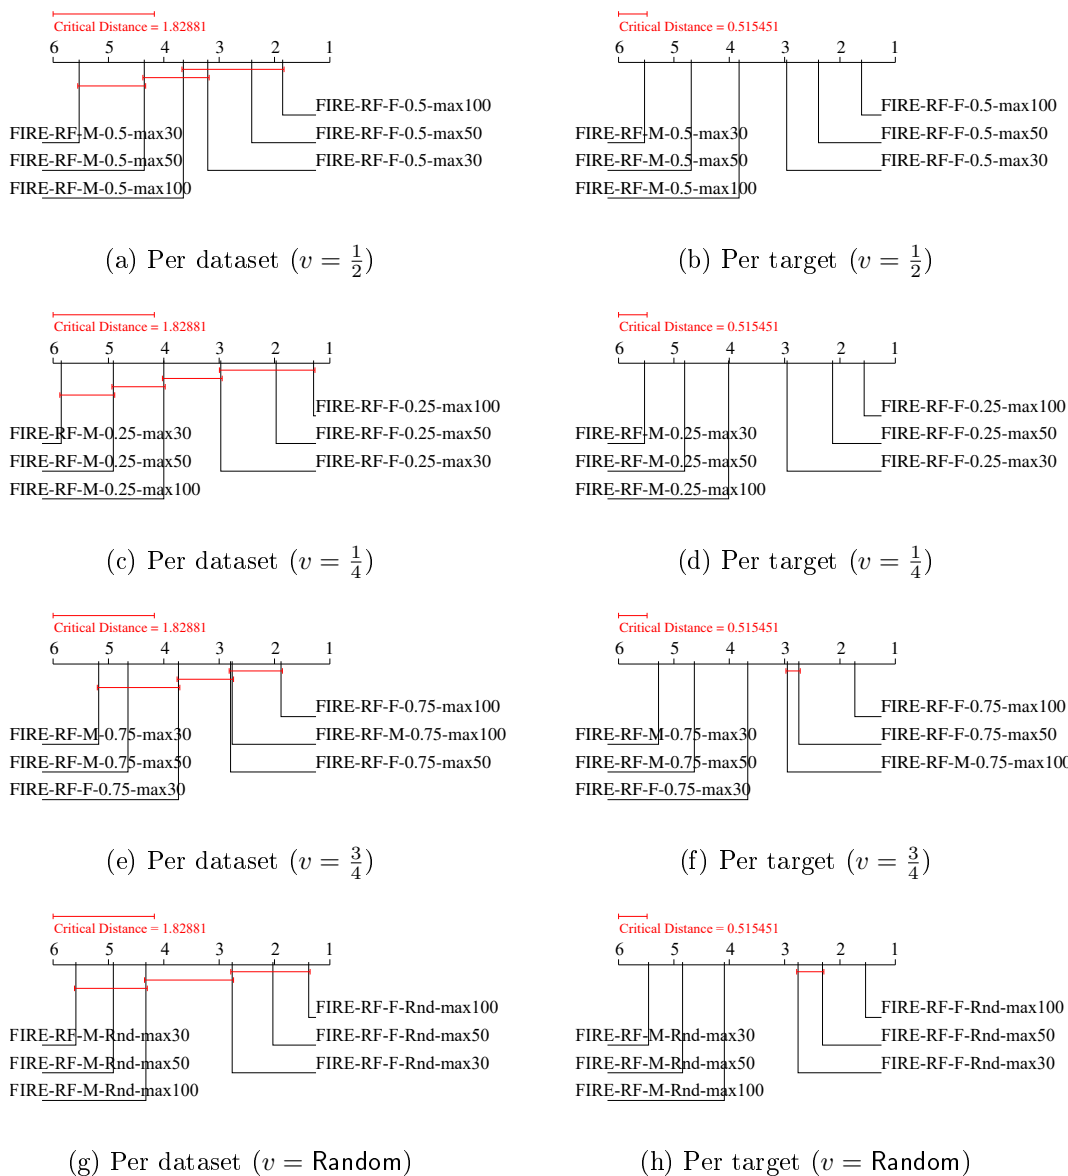 Critical Distance = 1.82881
6 5 4 3 2 1
FIRE-RF-F-0.5-max100
FIRE-RF-M-0.5-max30
FIRE-RF-F-0.5-max50
FIRE-RF-M-0.5-max50
FIRE-RF-F-0.5-max30
FIRE-RF-M-0.5-max100
(a) Per dataset (v = 1/2)
Critical Distance = 0.515451
6 5 4 3 2 1
FIRE-RF-F-0.5-max100
FIRE-RF-M-0.5-max30
FIRE-RF-F-0.5-max50
FIRE-RF-M-0.5-max50
FIRE-RF-F-0.5-max30
FIRE-RF-M-0.5-max100
(b) Per target (v = 1/2)
Critical Distance = 1.82881
6 5 4 3 2 1
FIRE-RF-F-0.25-max100
FIRE-RF-M-0.25-max30
FIRE-RF-F-0.25-max50
FIRE-RF-M-0.25-max50
FIRE-RF-F-0.25-max30
FIRE-RF-M-0.25-max100
(c) Per dataset (v = 1/4)
Critical Distance = 0.515451
6 5 4 3 2 1
FIRE-RF-F-0.25-max100
FIRE-RF-M-0.25-max30
FIRE-RF-F-0.25-max50
FIRE-RF-M-0.25-max50
FIRE-RF-F-0.25-max30
FIRE-RF-M-0.25-max100
(d) Per target (v = 1/4)
Critical Distance = 1.82881
6 5 4 3 2 1
FIRE-RF-F-0.75-max100
FIRE-RF-M-0.75-max30
FIRE-RF-M-0.75-max100
FIRE-RF-M-0.75-max50
FIRE-RF-F-0.75-max50
FIRE-RF-F-0.75-max30
(e) Per dataset (v = 3/4)
Critical Distance = 0.515451
6 5 4 3 2 1
FIRE-RF-F-0.75-max100
FIRE-RF-M-0.75-max30
FIRE-RF-F-0.75-max50
FIRE-RF-M-0.75-max50
FIRE-RF-M-0.75-max100
FIRE-RF-F-0.75-max30
(f) Per target (v = 3/4)
Critical Distance = 1.82881
6 5 4 3 2 1
FIRE-RF-F-Rnd-max100
FIRE-RF-M-Rnd-max30
FIRE-RF-F-Rnd-max50
FIRE-RF-M-Rnd-max50
FIRE-RF-F-Rnd-max30
FIRE-RF-M-Rnd-max100
(g) Per dataset (v = Random)
Critical Distance = 0.515451
6 5 4 3 2 1
FIRE-RF-F-Rnd-max100
FIRE-RF-M-Rnd-max30
FIRE-RF-F-Rnd-max50
FIRE-RF-M-Rnd-max50
FIRE-RF-F-Rnd-max30
FIRE-RF-M-Rnd-max100
(h) Per target (v = Random)